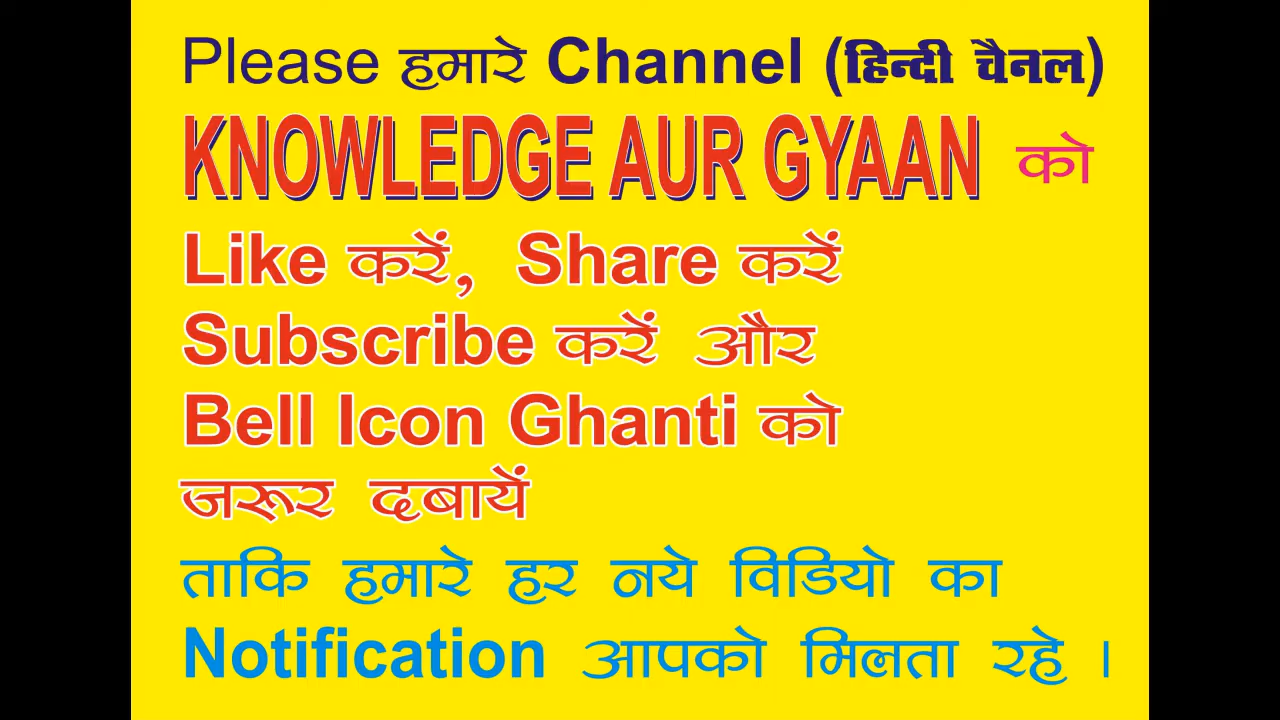 Please हमारे Channel (हिन्दी चैनल)
KNOWLEDGE AUR GYAAN को
Like करें, Share करें
Subscribe करें और
Bell Icon Ghanti को
जरूर दबायें
ताकि हमारे हर नये विडियो का
Notification आपको मिलता रहे ।